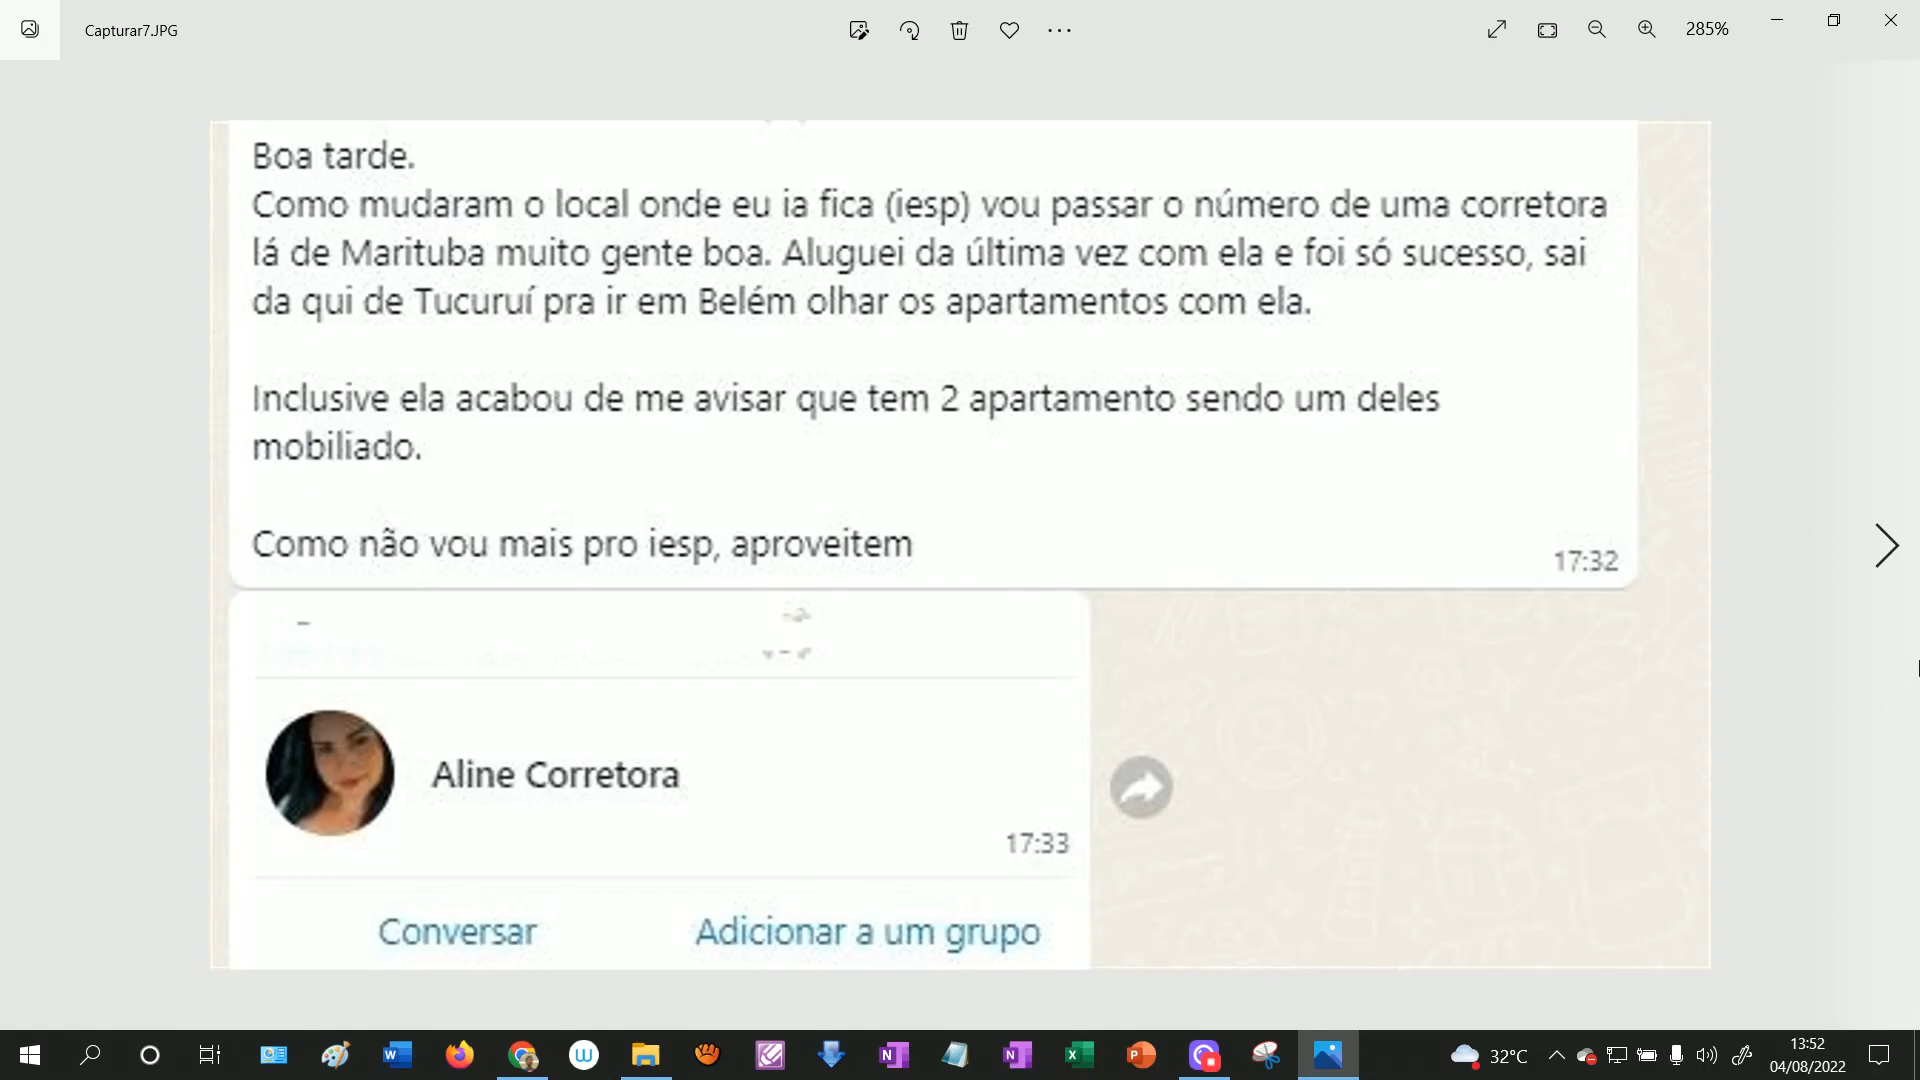 Capturar7.JPG
285%
Boa tarde.
Como mudaram o local onde eu ia fica (iesp) vou passar o número de uma corretora
lá de Marituba muito gente boa. Aluguei da última vez com ela e foi só sucesso, sai
da qui de Tucuruí pra ir em Belém olhar os apartamentos com ela.
Inclusive ela acabou de me avisar que tem 2 apartamento sendo um deles
mobiliado.
Como não vou mais pro iesp, aproveitem
17:32
Aline Corretora
17:33
Conversar
Adicionar a um grupo
32°C
13:52
04/08/2022